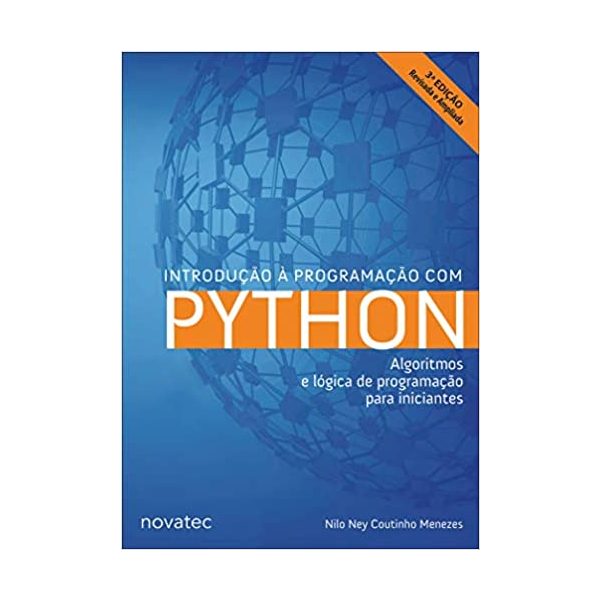 3ª EDIÇÃO
Revisada e Ampliada
INTRODUÇÃO À PROGRAMAÇÃO COM
PYTHON
Algoritmos
e lógica de programação
para iniciantes
novatec
Nilo Ney Coutinho Menezes